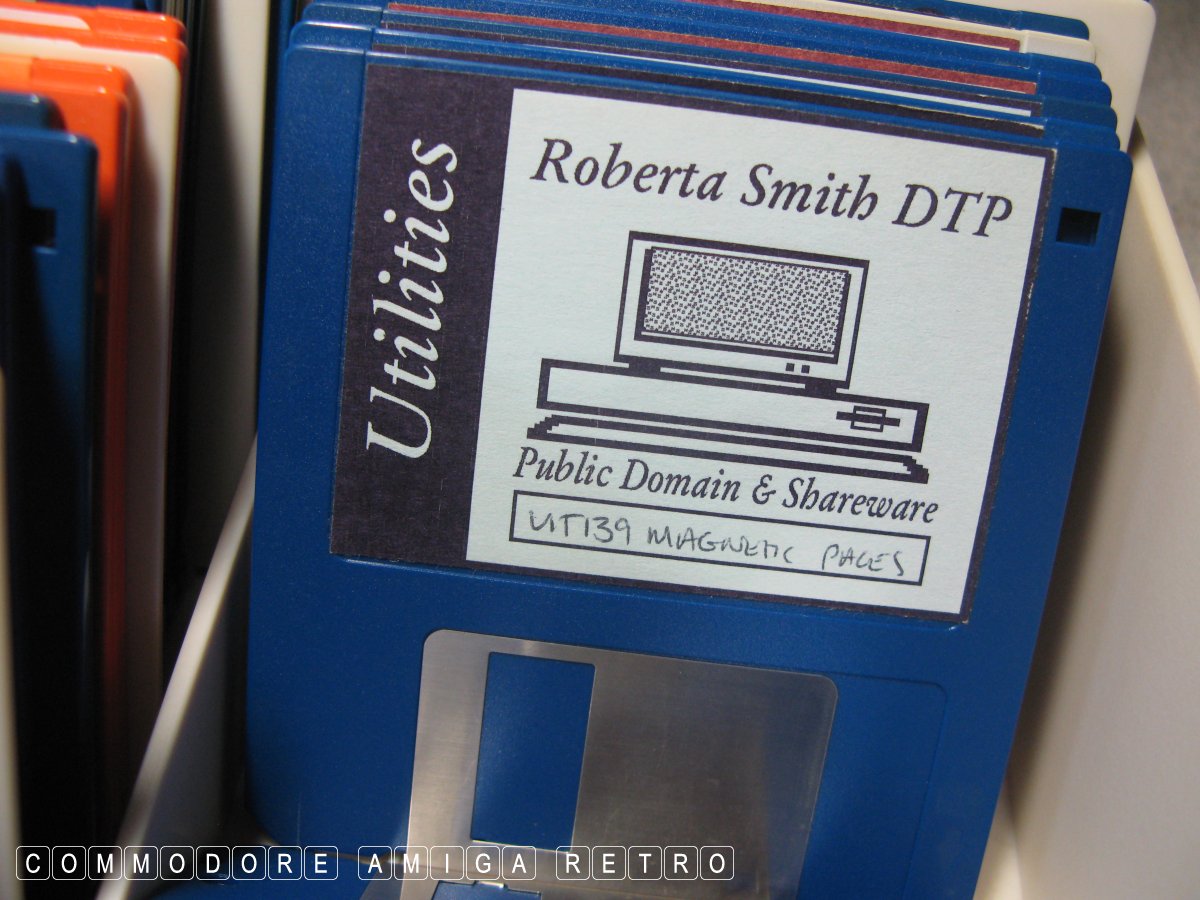 Utilities
Roberta Smith DTP
Public Domain & Shareware
UT139 MAGNETIC PAGES
COMMODORE AMIGA RETRO